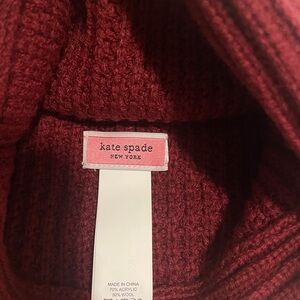 kate spade
NEW YORK
MADE IN CHINA
70% ACRYLIC
30% WOOL